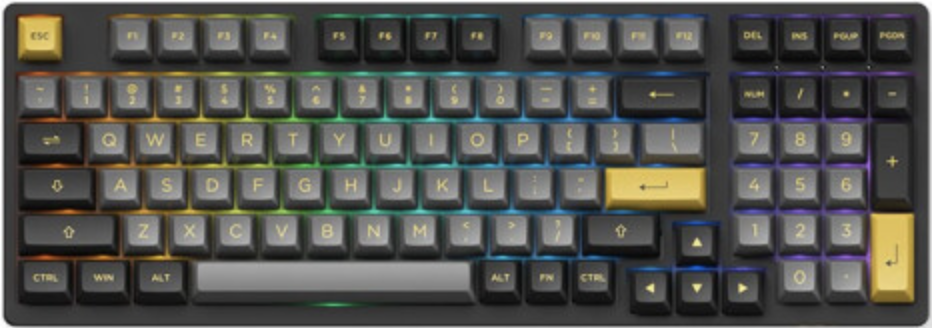 ESC F1 F2 F3 F4 F5 F6 F7 F8 F9 F10 F11 F12 DEL INS PGUP PGDN
~ ! @ # $ % ^ & * ( ) — + ← NUM / * -
` 1 2 3 4 5 6 7 8 9 0 - =
Q W E R T Y U I O P { } | 7 8 9 +
[ ] \
A S D F G H J K L : " 4 5 6
; '
⇧ Z X C V B N M < > ? ⇧ ▲ 1 2 3
, . /
CTRL WIN ALT ALT FN CTRL ◀ ▼ ▶ 0 .